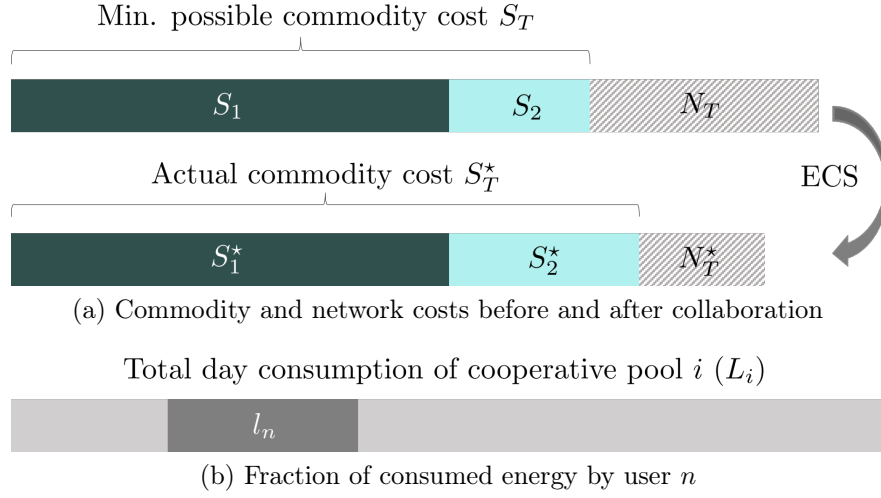 Min. possible commodity cost S_T
S_1 S_2 N_T
Actual commodity cost S_T^⋆ ECS
S_1^⋆ S_2^⋆ N_T^⋆
(a) Commodity and network costs before and after collaboration
Total day consumption of cooperative pool i (L_i)
l_n
(b) Fraction of consumed energy by user n